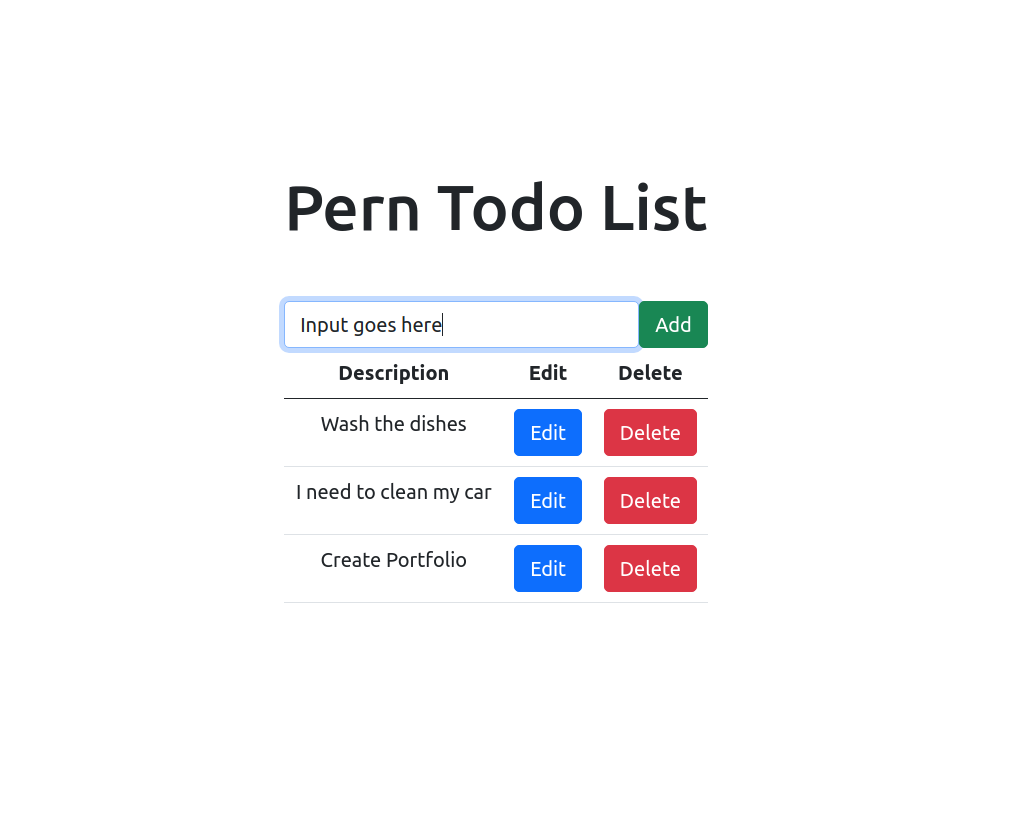 Pern Todo List
Input goes here Add
Description Edit Delete
Wash the dishes Edit Delete
I need to clean my car Edit Delete
Create Portfolio Edit Delete